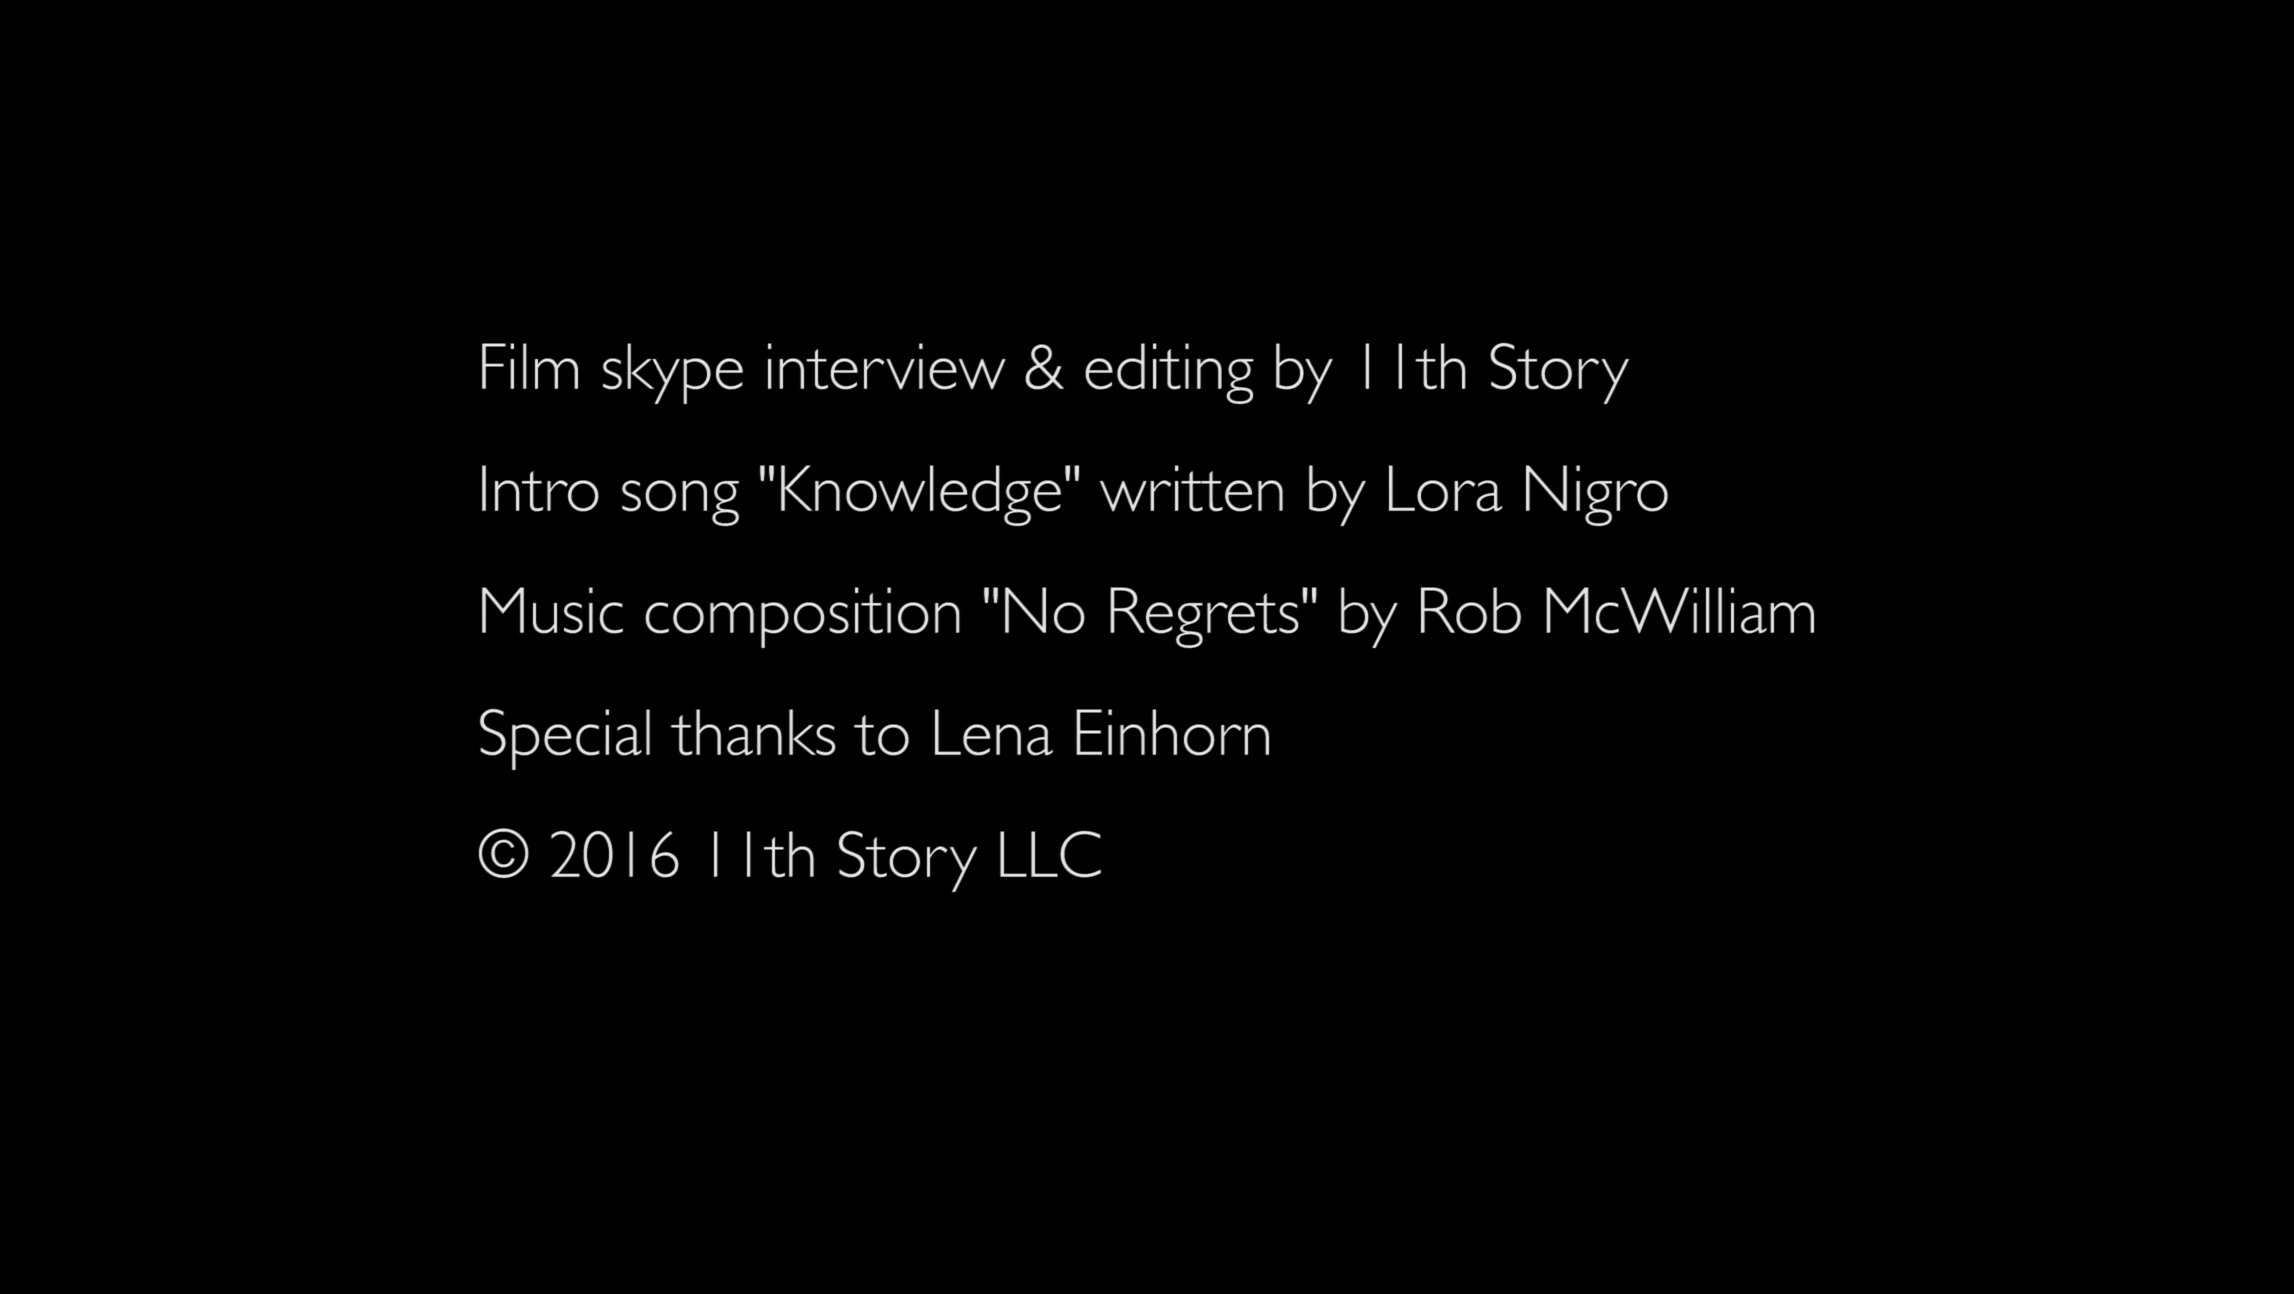 Film skype interview & editing by 11th Story
Intro song "Knowledge" written by Lora Nigro
Music composition "No Regrets" by Rob McWilliam
Special thanks to Lena Einhorn
© 2016 11th Story LLC